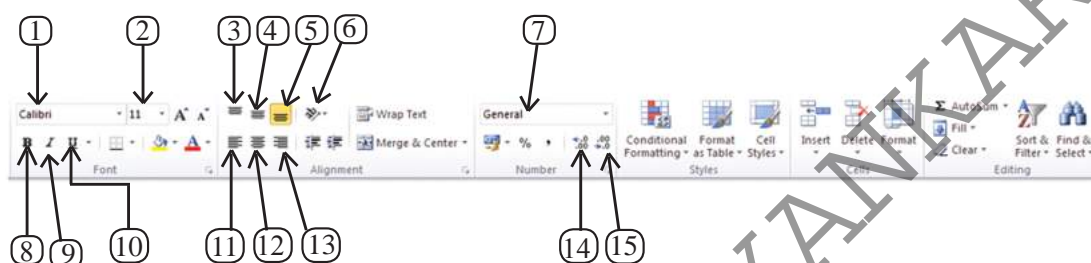 1 2 3 4 5 6 7
Calibri 11 A A Wrap Text General Σ AutoSum
Fill
B I U A Merge & Center % , .0 .00 .00 .0 Conditional Formatting Format as Table Cell Styles Insert Delete Format Clear Sort & Filter Find & Select
Font Alignment Number Styles Cells Editing
8 9 10 11 12 13 14 15
ANKAR